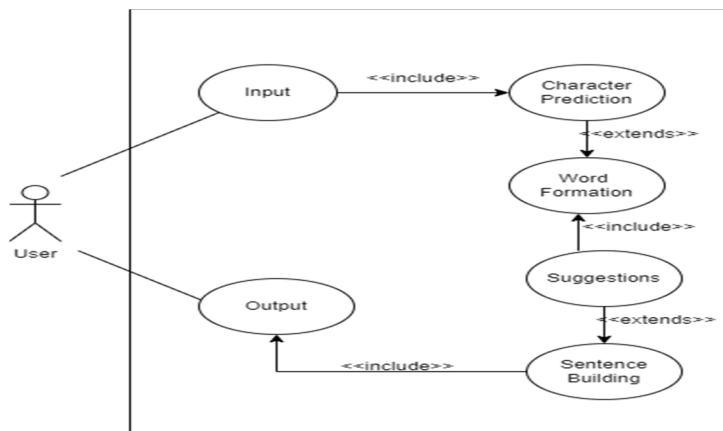 <<include>>
Input
Character
Prediction
<<extends>>
Word
Formation
<<include>>
User
Suggestions
Output
<<extends>>
<<include>>
Sentence
Building